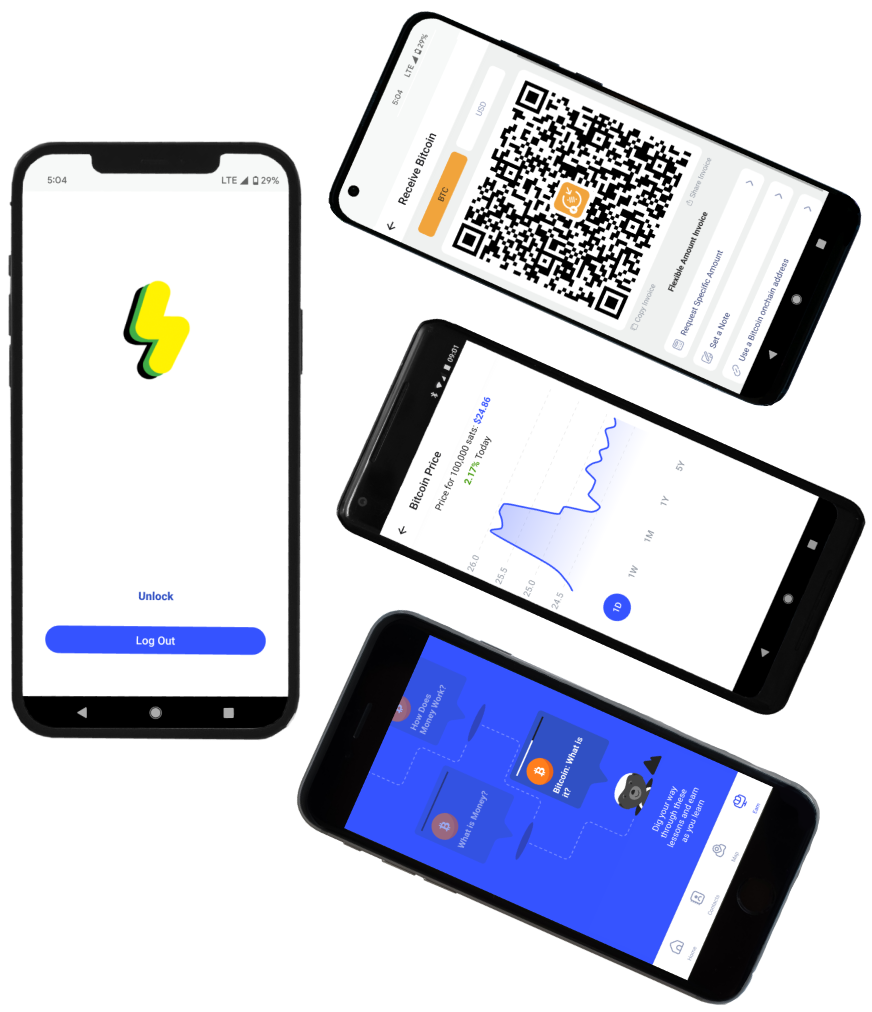 5:04
LTE 29%
Unlock
Log Out
5:04
LTE 29%
Receive Bitcoin
BTC
USD
Copy Invoice
Share Invoice
Flexible Amount Invoice
Request Specific Amount
Set a Note
Use a Bitcoin onchain address
09:01
Bitcoin Price
Price for 100,000 sats: $24.86
2.17% Today
26.0
25.5
25.0
24.5
1D
1W
1M
1Y
5Y
How Does
Money Work?
What is Money?
Bitcoin: What is
it?
Dig your way
through these
lessons and earn
as you learn
Home
Contacts
Map
Earn